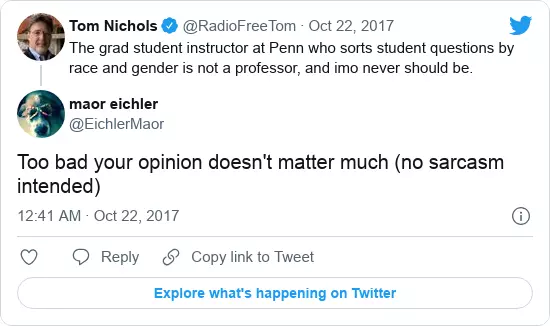 Tom Nichols @RadioFreeTom · Oct 22, 2017
The grad student instructor at Penn who sorts student questions by
race and gender is not a professor, and imo never should be.
maor eichler
@EichlerMaor
Too bad your opinion doesn't matter much (no sarcasm
intended)
12:41 AM · Oct 22, 2017
Reply Copy link to Tweet
Explore what's happening on Twitter